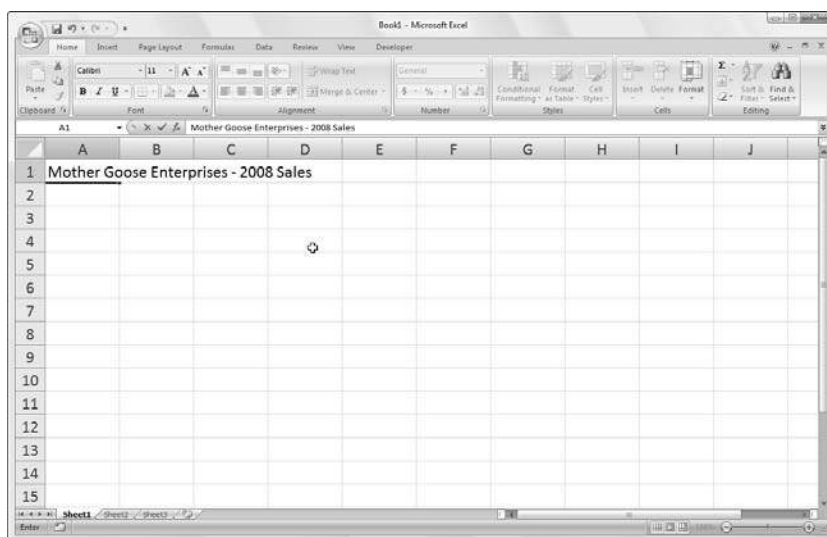 Book1 - Microsoft Excel
Home Insert Page Layout Formulas Data Review View Developer
Calibri 11 A A Wrap Text General
Paste B I U A Merge & Center $ % , Conditional Formatting Format as Table Cell Styles Insert Delete Format Σ Sort & Filter Find & Select
Clipboard Font Alignment Number Styles Cells Editing
A1 fx Mother Goose Enterprises - 2008 Sales
A B C D E F G H I J
1 Mother Goose Enterprises - 2008 Sales
2
3
4
5
6
7
8
9
10
11
12
13
14
15
Sheet1 Sheet2 Sheet3
Enter